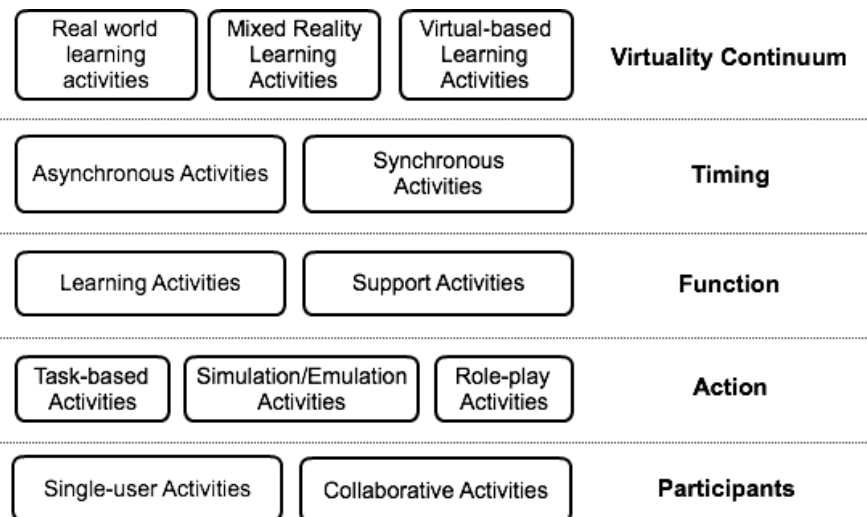 Real world
learning
activities
Mixed Reality
Learning
Activities
Virtual-based
Learning
Activities
Virtuality Continuum
Asynchronous Activities
Synchronous
Activities
Timing
Learning Activities
Support Activities
Function
Task-based
Activities
Simulation/Emulation
Activities
Role-play
Activities
Action
Single-user Activities
Collaborative Activities
Participants